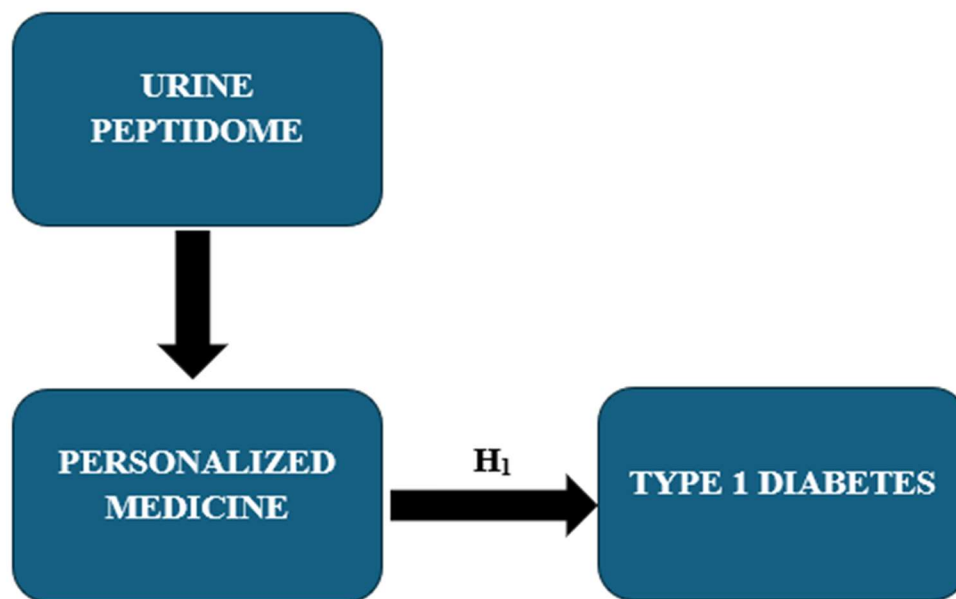 URINE
PEPTIDOME
PERSONALIZED
MEDICINE
H₁
TYPE 1 DIABETES